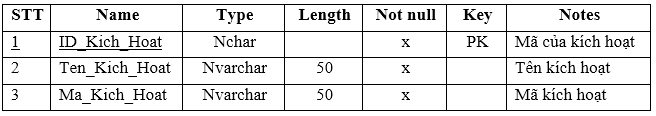 STT Name Type Length Not null Key Notes
1 ID_Kich_Hoat Nchar x PK Mã của kích hoạt
2 Ten_Kich_Hoat Nvarchar 50 x Tên kích hoạt
3 Ma_Kich_Hoat Nvarchar 50 x Mã kích hoạt